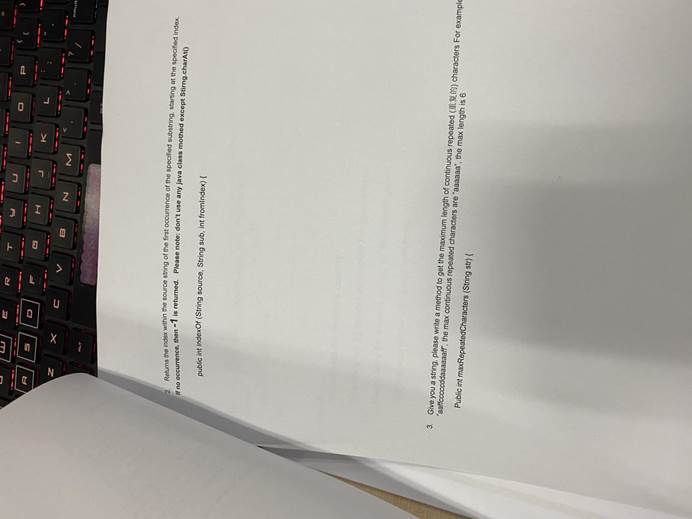 2. Returns the index within the source string of the first occurrence of the specified substring, starting at the specified index.
If no occurrence, then -1 is returned. Please note: don't use any java class mothed except Stirng.charAt()
public int indexOf (String source, String sub, int fromIndex) {
3. Give you a string, please write a method to get the maximum length of continuous repeated (重复的) characters For example
the max continuous repeated characters are "aaaaaa", the max length is 6
Public int maxRepeatedCharacters (String str) {